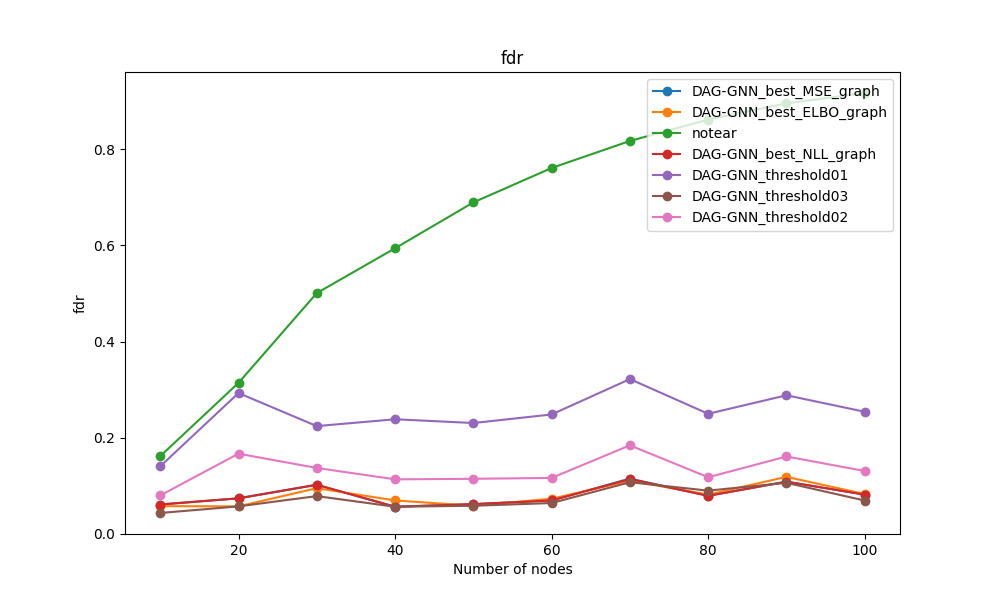 fdr
DAG-GNN_best_MSE_graph
DAG-GNN_best_ELBO_graph
notear
DAG-GNN_best_NLL_graph
DAG-GNN_threshold01
DAG-GNN_threshold03
DAG-GNN_threshold02
0.8
0.6
0.4
0.2
0.0
fdr
20 40 60 80 100
Number of nodes